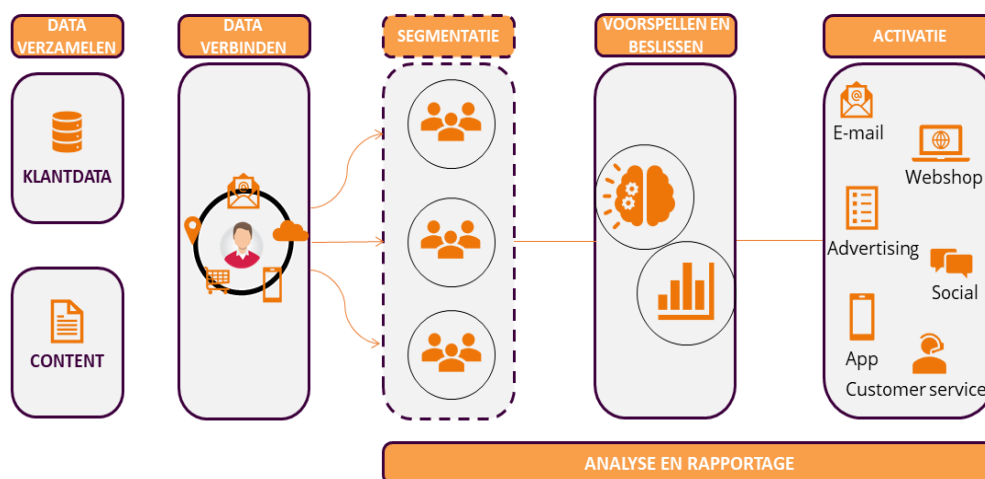 DATA
VERZAMELEN
DATA
VERBINDEN
SEGMENTATIE
VOORSPELLEN EN
BESLISSEN
ACTIVATIE
KLANTDATA
CONTENT
E-mail
Webshop
Advertising
Social
App
Customer service
ANALYSE EN RAPPORTAGE